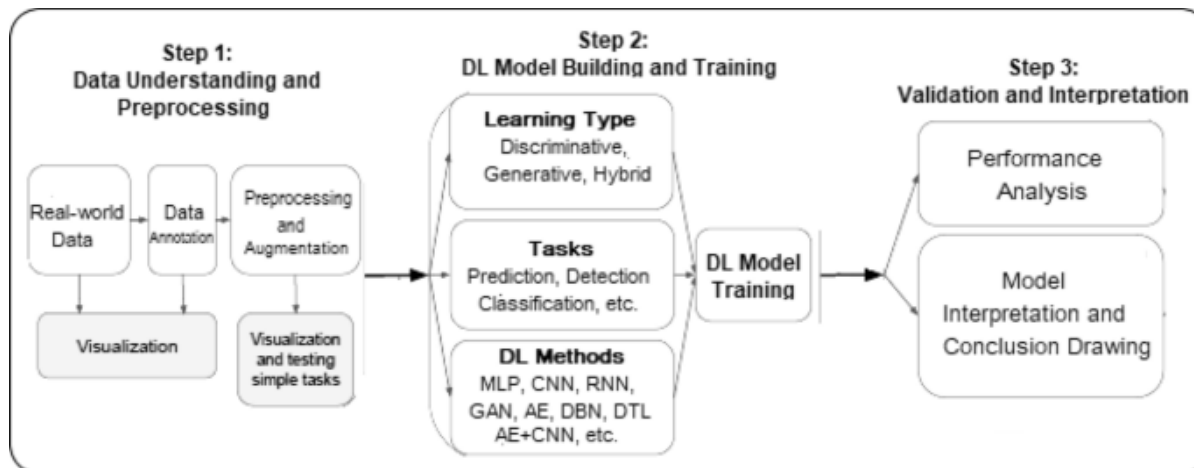 Step 1:
Data Understanding and
Preprocessing
Real-world
Data
Data
Annotation
Preprocessing
and
Augmentation
Visualization
Visualization
and testing
simple tasks
Step 2:
DL Model Building and Training
Learning Type
Discriminative,
Generative, Hybrid
Tasks
Prediction, Detection
Classification, etc.
DL Methods
MLP, CNN, RNN,
GAN, AE, DBN, DTL
AE+CNN, etc.
DL Model
Training
Step 3:
Validation and Interpretation
Performance
Analysis
Model
Interpretation and
Conclusion Drawing